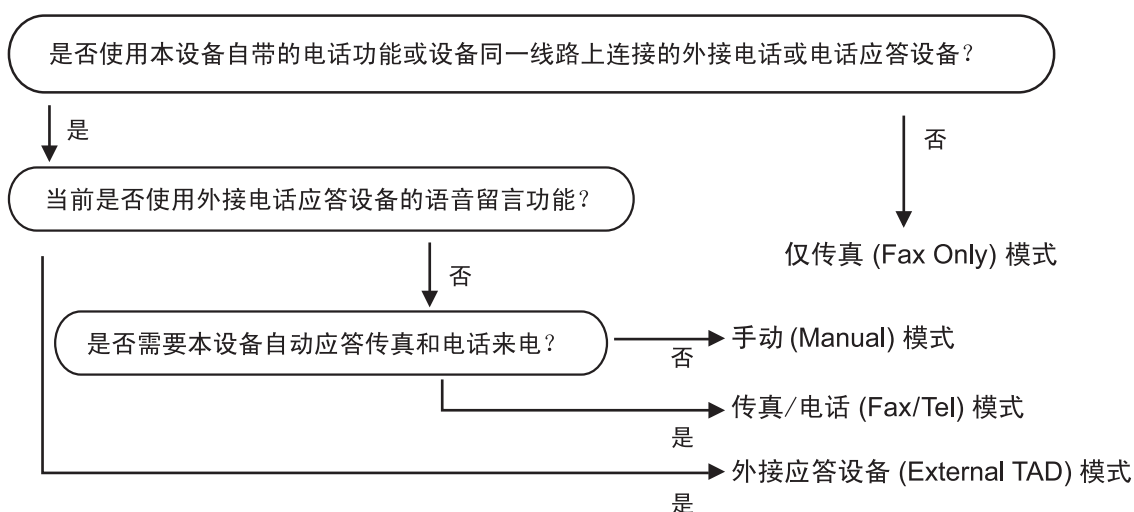 是否使用本设备自带的电话功能或设备同一线路上连接的外接电话或电话应答设备？
是
否
当前是否使用外接电话应答设备的语音留言功能？
仅传真 (Fax Only) 模式
否
是否需要本设备自动应答传真和电话来电？
手动 (Manual) 模式
否
传真/电话 (Fax/Tel) 模式
是
外接应答设备 (External TAD) 模式
是